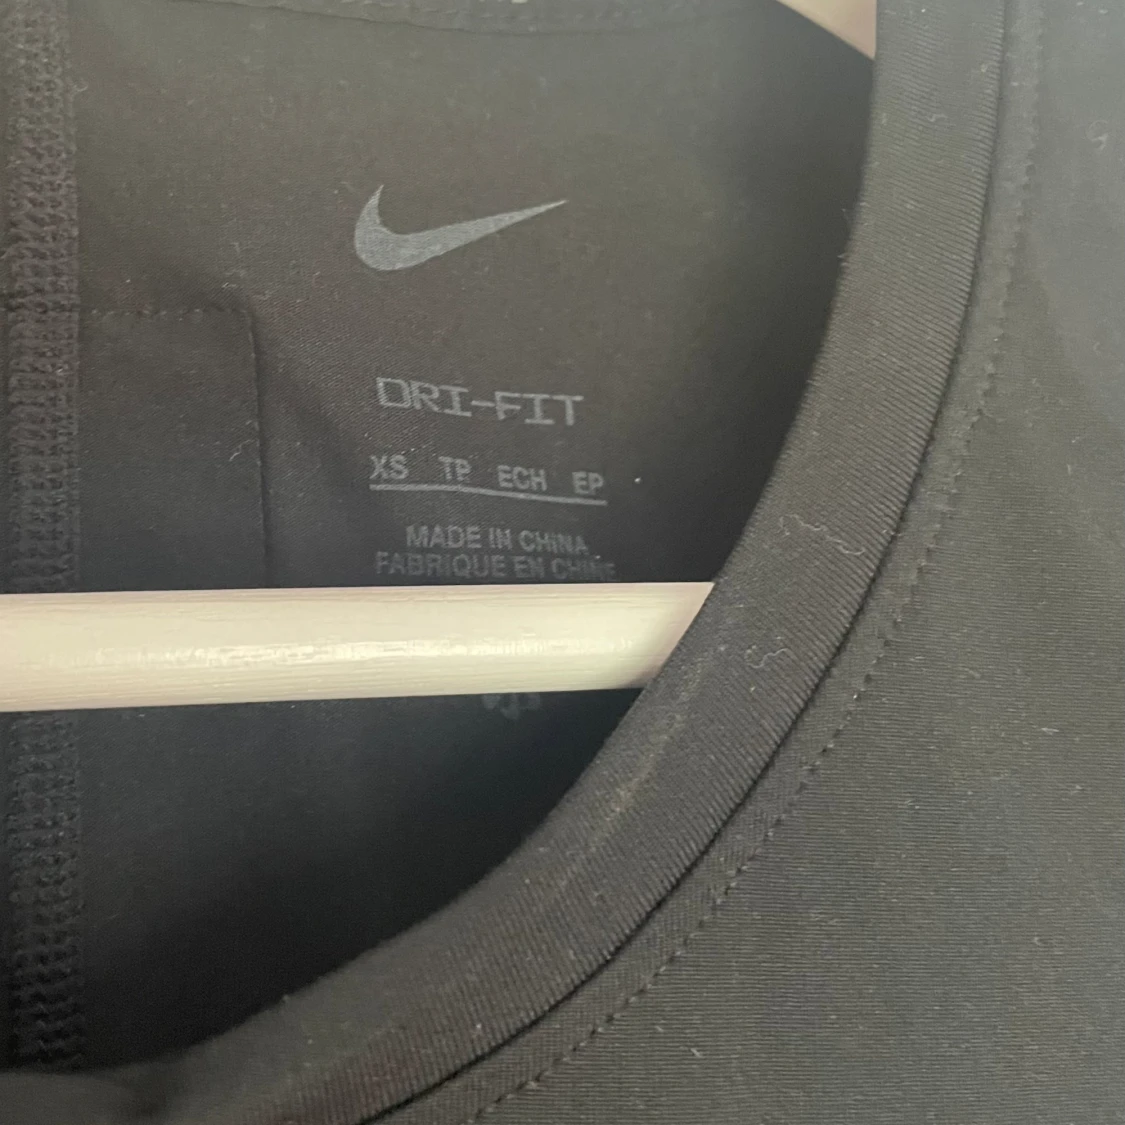 DRI-FIT
XS TP ECH EP
MADE IN CHINA
FABRIQUE EN CHINE